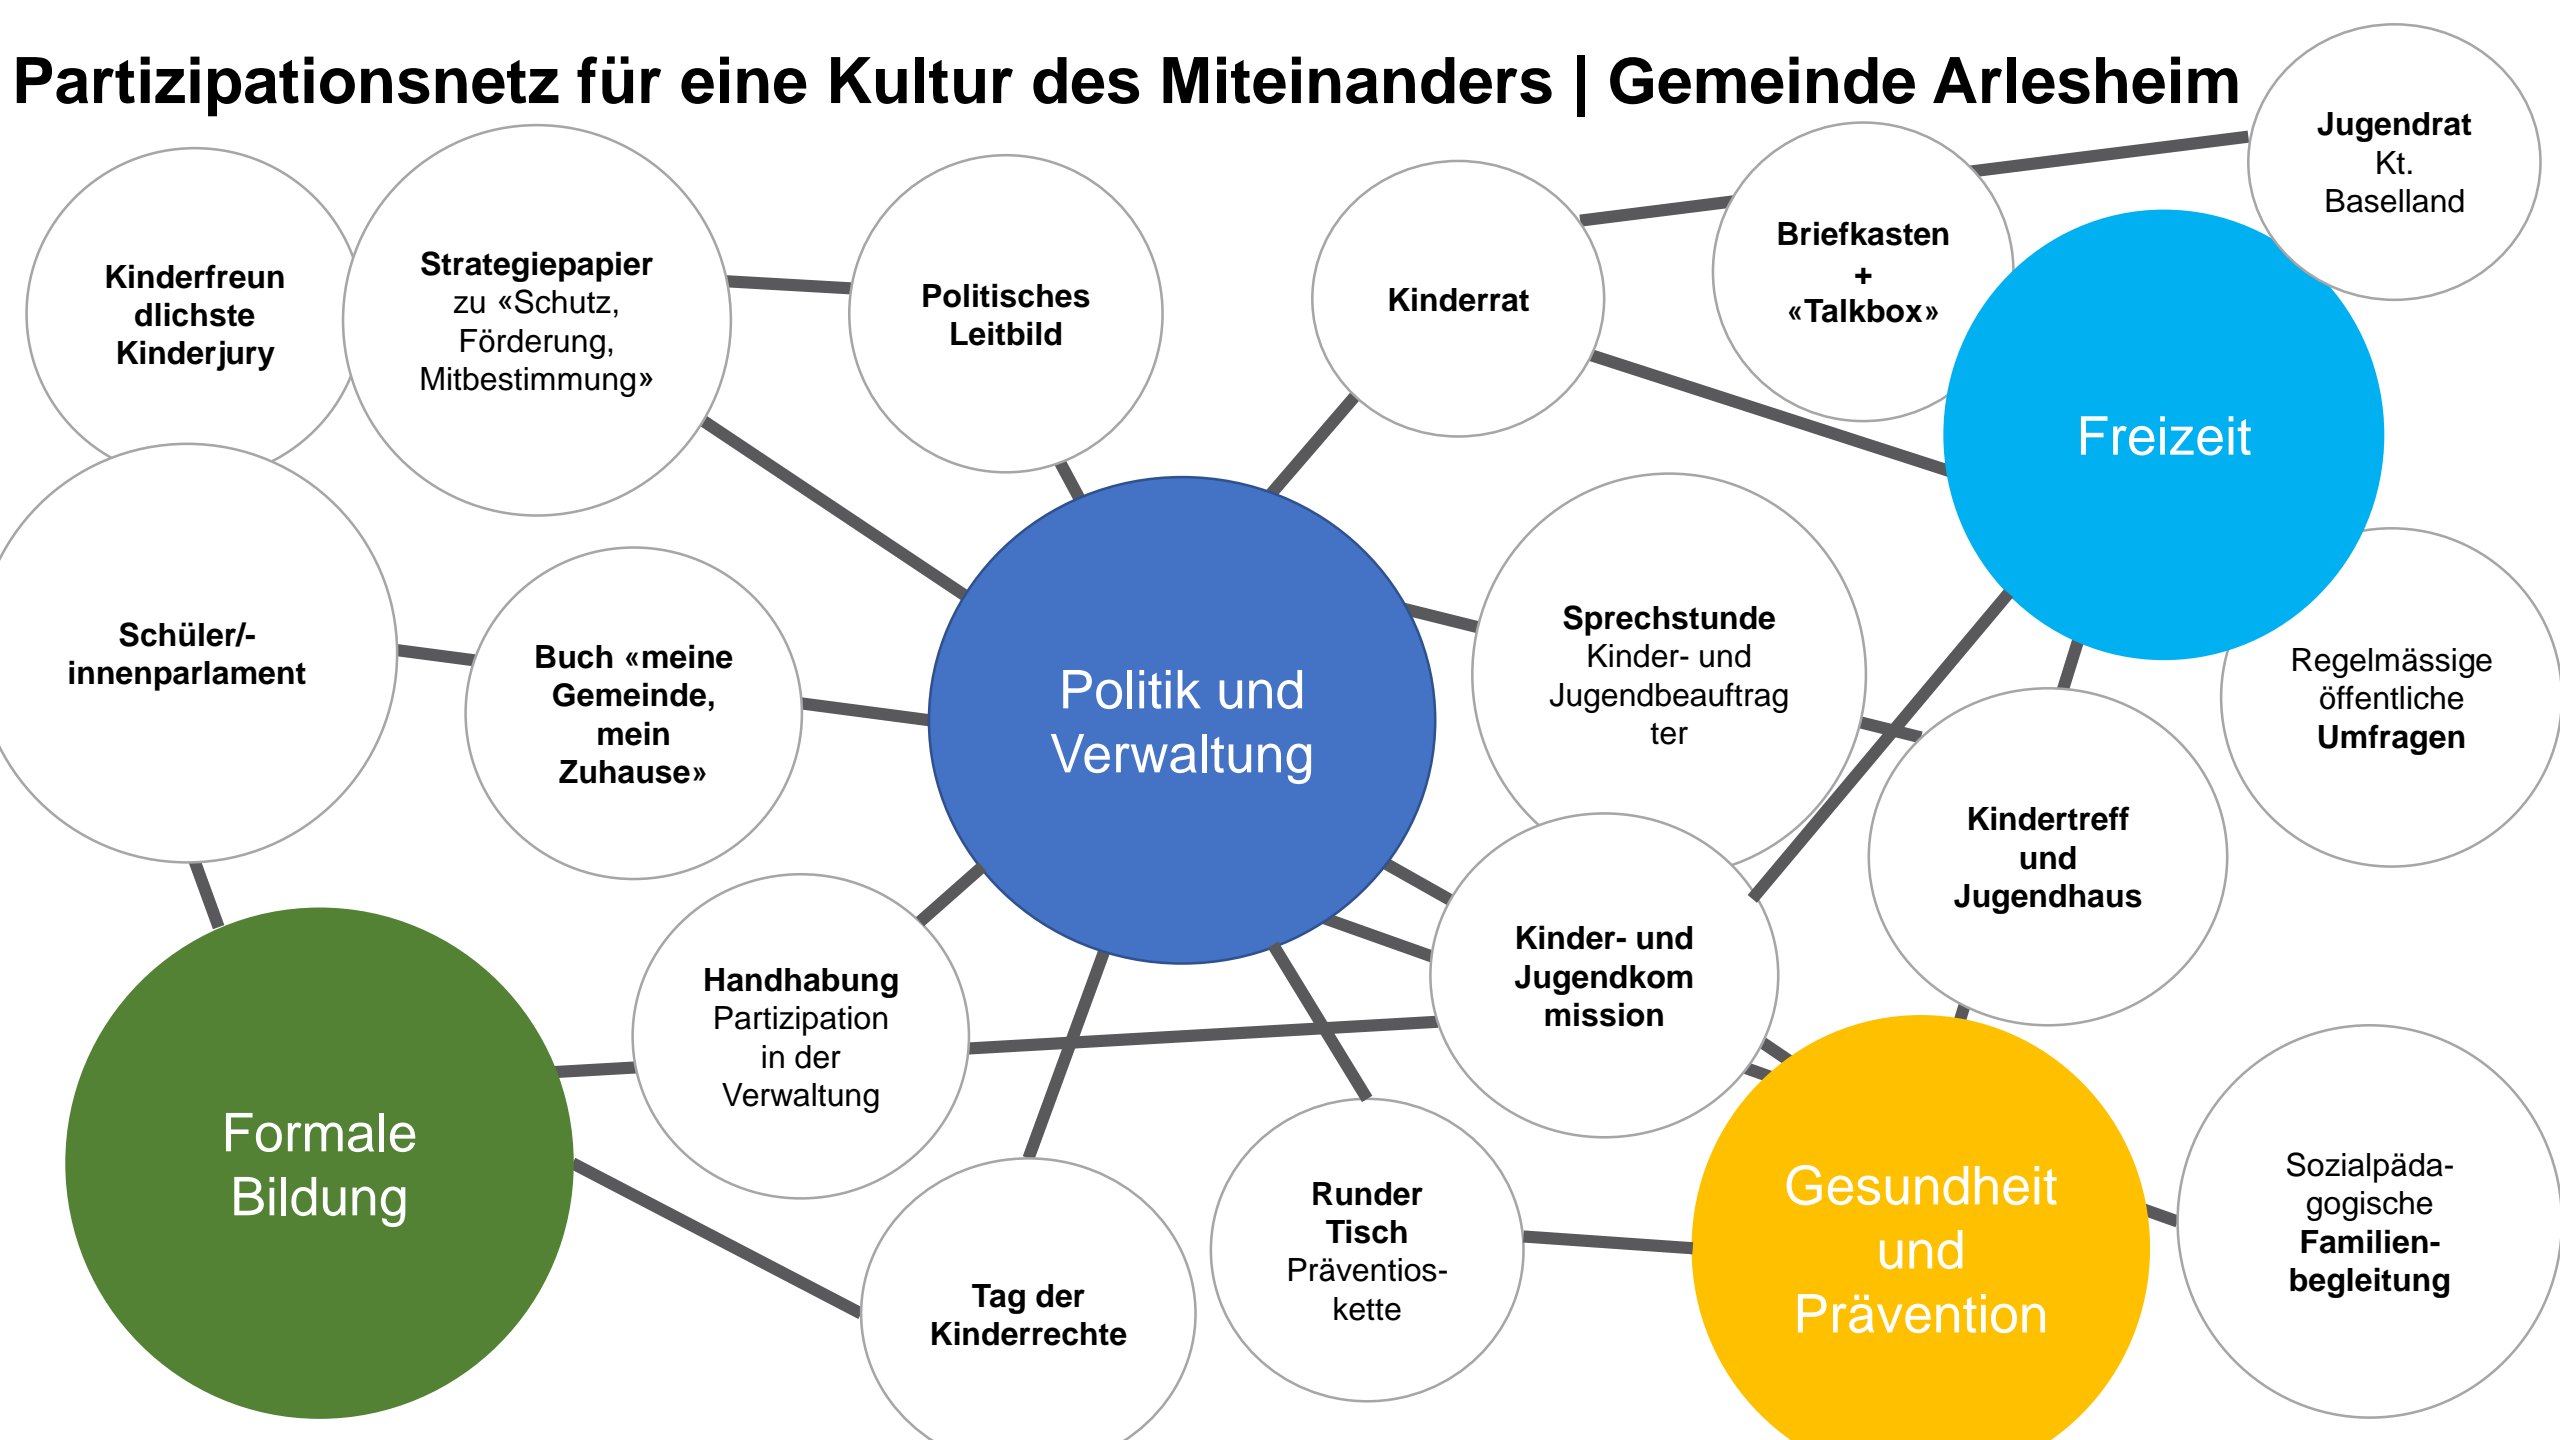 Partizipationsnetz für eine Kultur des Miteinanders | Gemeinde Arlesheim
Jugendrat
Kt.
Baselland
Kinderfreun
dlichste
Kinderjury
Strategiepapier
zu «Schutz,
Förderung,
Mitbestimmung»
Politisches
Leitbild
Kinderrat
Briefkasten
+
«Talkbox»
Freizeit
Schüler/-
innenparlament
Buch «meine
Gemeinde,
mein
Zuhause»
Politik und
Verwaltung
Sprechstunde
Kinder- und
Jugendbeauftrag
ter
Regelmässige
öffentliche
Umfragen
Kindertreff
und
Jugendhaus
Formale
Bildung
Handhabung
Partizipation
in der
Verwaltung
Kinder- und
Jugendkom
mission
Tag der
Kinderrechte
Runder
Tisch
Präventios-
kette
Gesundheit
und
Prävention
Sozialpäda-
gogische
Familien-
begleitung